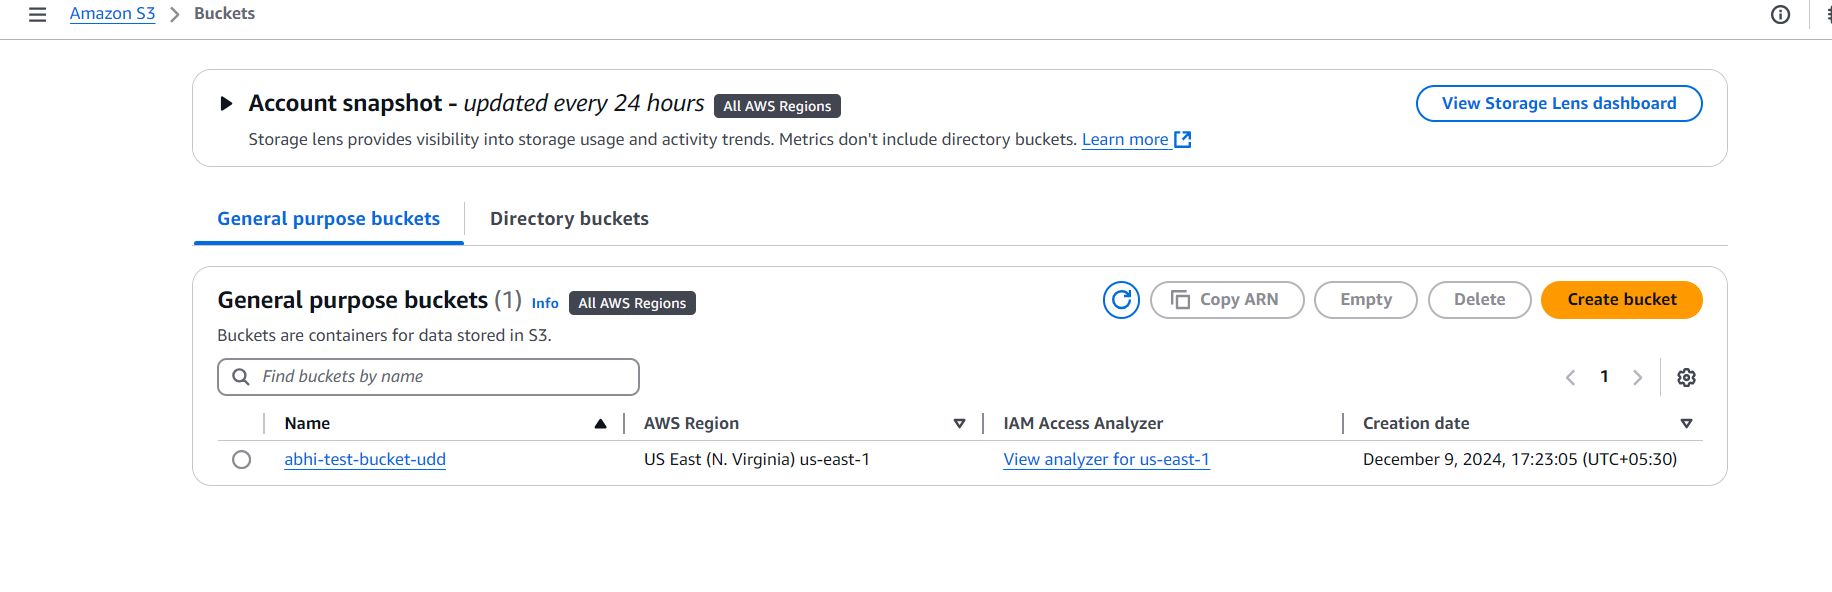 Amazon S3 > Buckets
Account snapshot - updated every 24 hours All AWS Regions View Storage Lens dashboard
Storage lens provides visibility into storage usage and activity trends. Metrics don't include directory buckets. Learn more
General purpose buckets Directory buckets
General purpose buckets (1) Info All AWS Regions Copy ARN Empty Delete Create bucket
Buckets are containers for data stored in S3.
Find buckets by name 1
Name AWS Region IAM Access Analyzer Creation date
abhi-test-bucket-udd US East (N. Virginia) us-east-1 View analyzer for us-east-1 December 9, 2024, 17:23:05 (UTC+05:30)